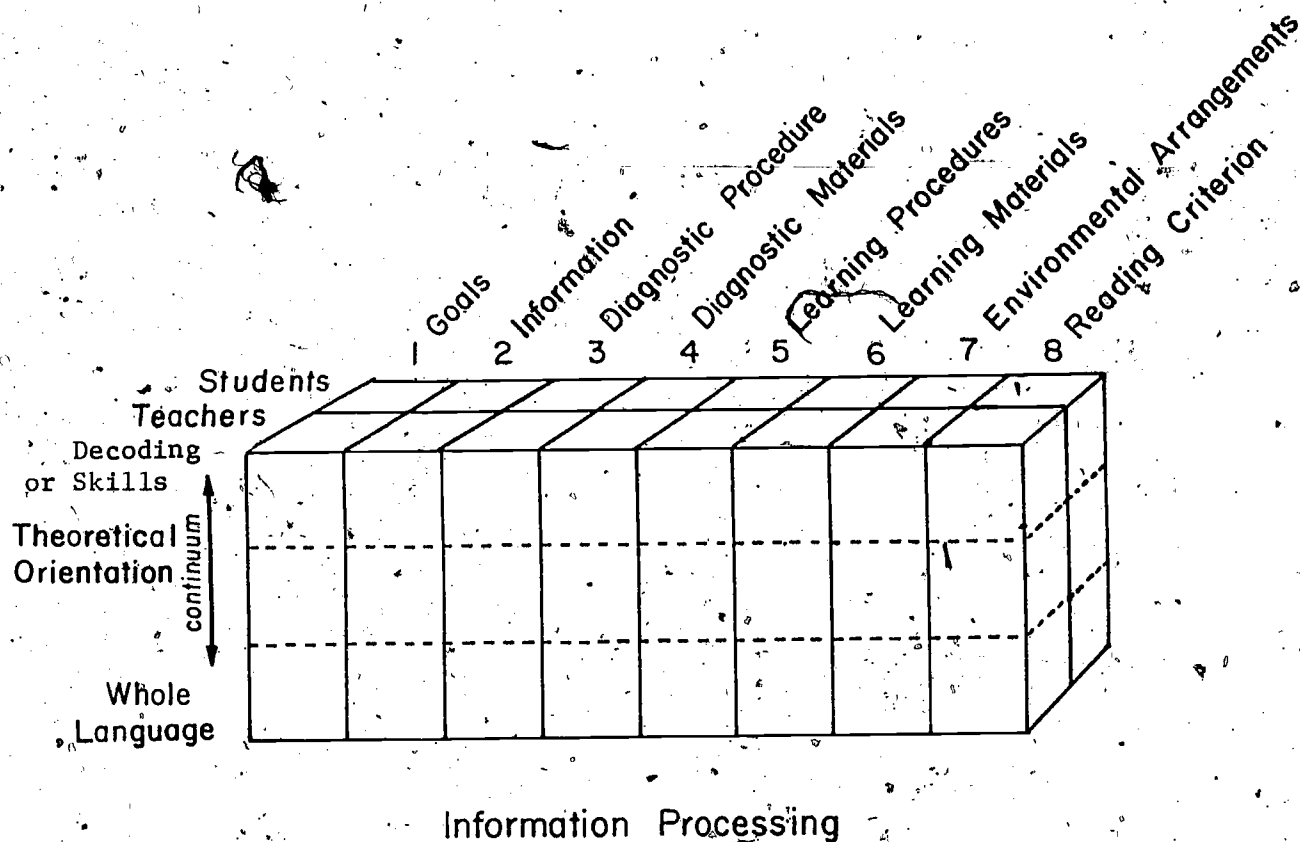 Goals
Information
Diagnostic Procedure
Diagnostic Materials
Learning Procedures
Learning Materials
Environmental Arrangements
Reading Criterion
1 2 3 4 5 6 7 8
Students
Teachers
Decoding
or Skills
Theoretical
Orientation
continuum
Whole
Language
Information Processing